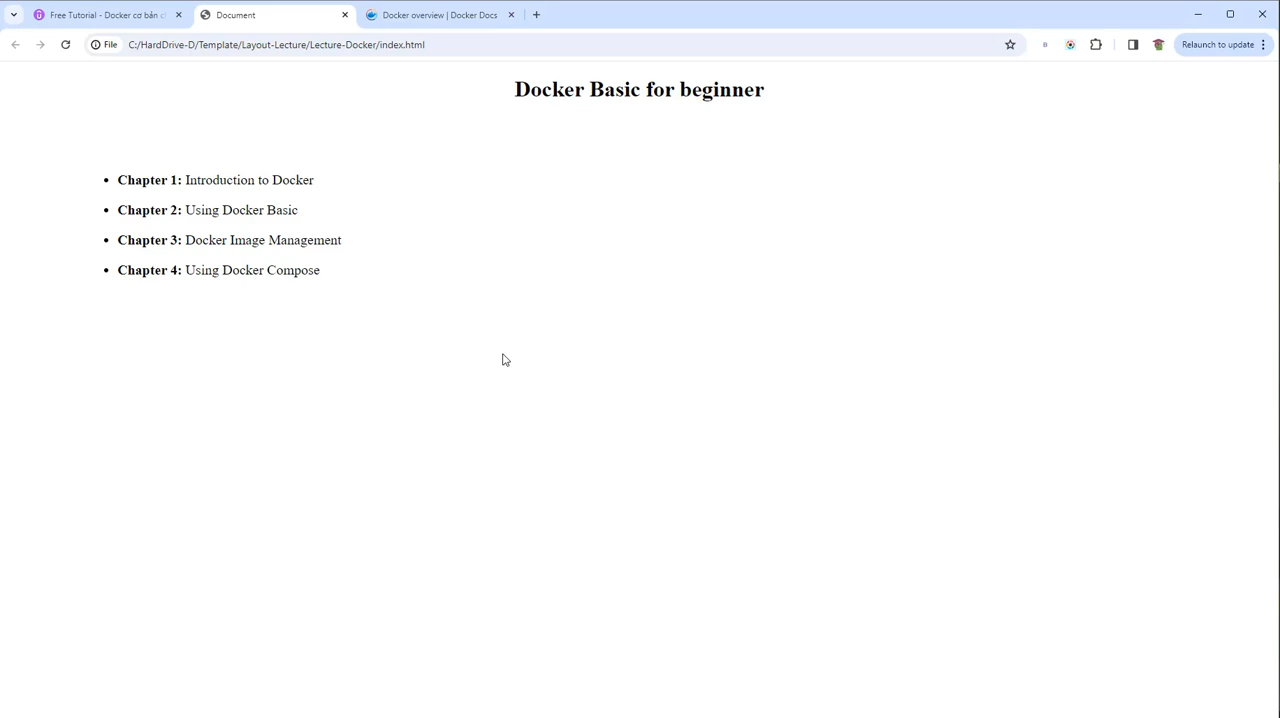 Free Tutorial - Docker cơ bản c
Document
Docker overview | Docker Docs
File
C:/HardDrive-D/Template/Layout-Lecture/Lecture-Docker/index.html
Relaunch to update
Docker Basic for beginner
• Chapter 1: Introduction to Docker
• Chapter 2: Using Docker Basic
• Chapter 3: Docker Image Management
• Chapter 4: Using Docker Compose